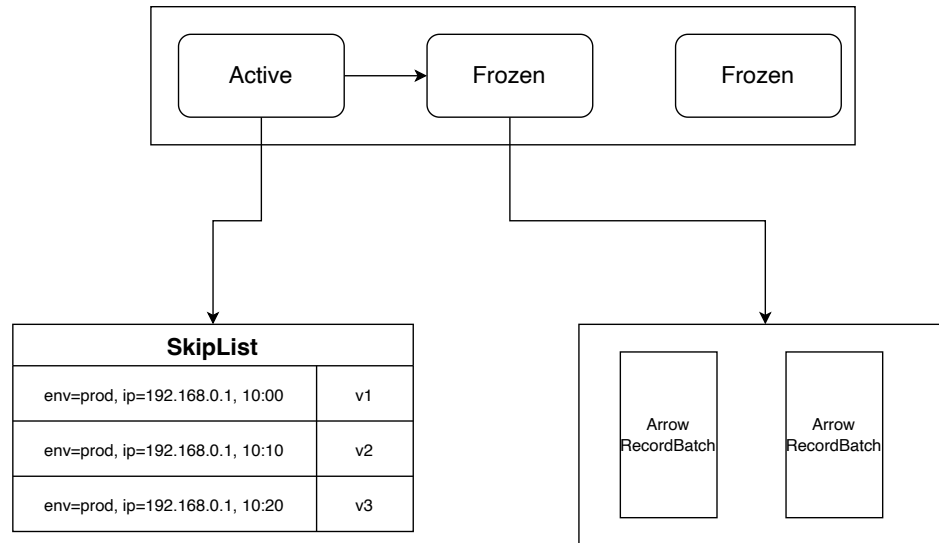 Active
Frozen
Frozen
SkipList
env=prod, ip=192.168.0.1, 10:00 v1
env=prod, ip=192.168.0.1, 10:10 v2
env=prod, ip=192.168.0.1, 10:20 v3
Arrow
RecordBatch
Arrow
RecordBatch